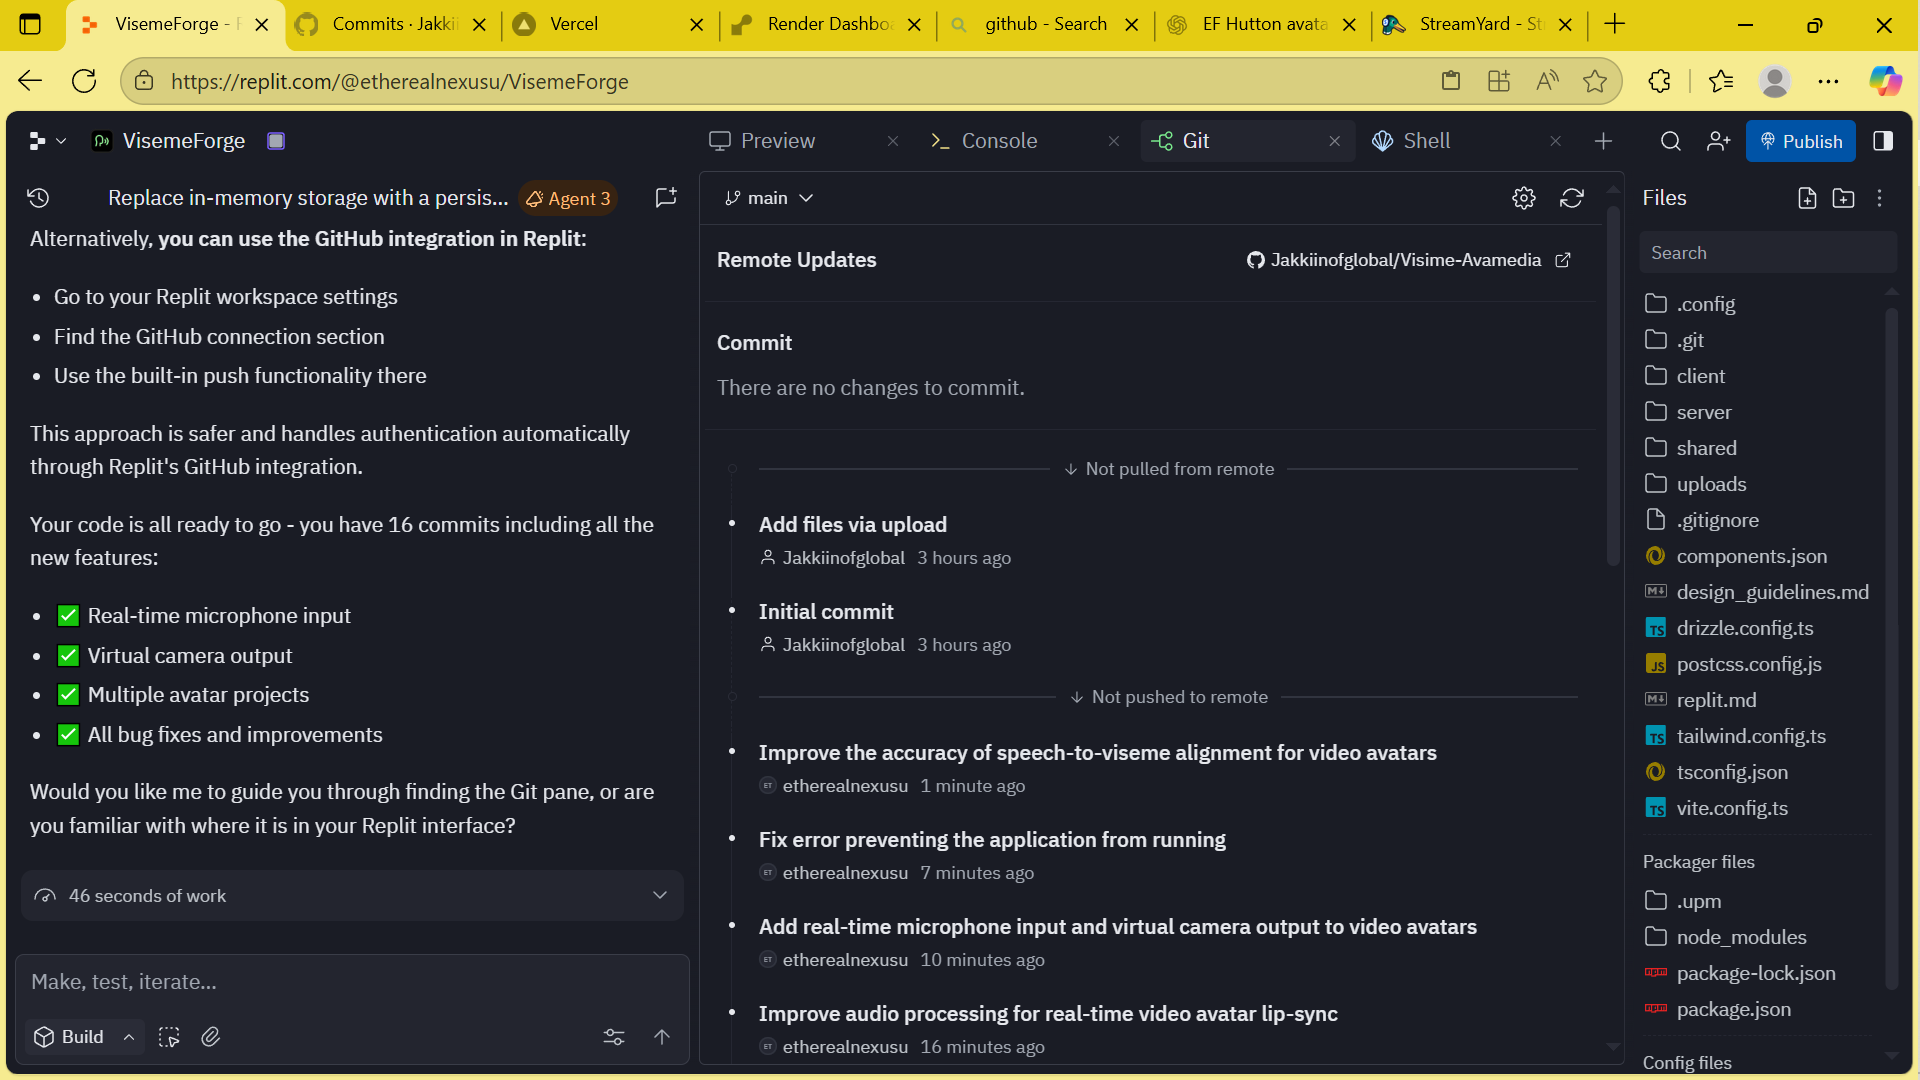 VisemeForge - R
Commits · Jakkii
Vercel
Render Dashboa
github - Search
EF Hutton avata
StreamYard - St
https://replit.com/@etherealnexusu/VisemeForge
VisemeForge
Preview
Console
Git
Shell
Publish
Replace in-memory storage with a persis...
Agent 3
Alternatively, you can use the GitHub integration in Replit:
• Go to your Replit workspace settings
• Find the GitHub connection section
• Use the built-in push functionality there
This approach is safer and handles authentication automatically
through Replit's GitHub integration.
Your code is all ready to go - you have 16 commits including all the
new features:
• ✅ Real-time microphone input
• ✅ Virtual camera output
• ✅ Multiple avatar projects
• ✅ All bug fixes and improvements
Would you like me to guide you through finding the Git pane, or are
you familiar with where it is in your Replit interface?
46 seconds of work
Make, test, iterate...
Build
main
Remote Updates
Jakkiinofglobal/Visime-Avamedia
Commit
There are no changes to commit.
↓ Not pulled from remote
• Add files via upload
Jakkiinofglobal 3 hours ago
• Initial commit
Jakkiinofglobal 3 hours ago
↓ Not pushed to remote
• Improve the accuracy of speech-to-viseme alignment for video avatars
ET etherealnexusu 1 minute ago
• Fix error preventing the application from running
ET etherealnexusu 7 minutes ago
• Add real-time microphone input and virtual camera output to video avatars
ET etherealnexusu 10 minutes ago
• Improve audio processing for real-time video avatar lip-sync
ET etherealnexusu 16 minutes ago
Files
Search
.config
.git
client
server
shared
uploads
.gitignore
components.json
design_guidelines.md
TS drizzle.config.ts
JS postcss.config.js
replit.md
TS tailwind.config.ts
tsconfig.json
TS vite.config.ts
Packager files
.upm
node_modules
package-lock.json
package.json
Config files